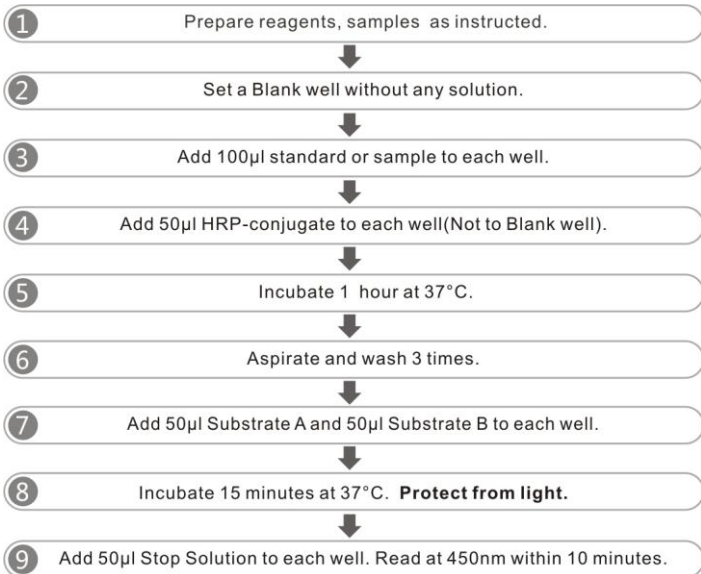 1 Prepare reagents, samples as instructed.
2 Set a Blank well without any solution.
3 Add 100μl standard or sample to each well.
4 Add 50μl HRP-conjugate to each well(Not to Blank well).
5 Incubate 1 hour at 37°C.
6 Aspirate and wash 3 times.
7 Add 50μl Substrate A and 50μl Substrate B to each well.
8 Incubate 15 minutes at 37°C. Protect from light.
9 Add 50μl Stop Solution to each well. Read at 450nm within 10 minutes.